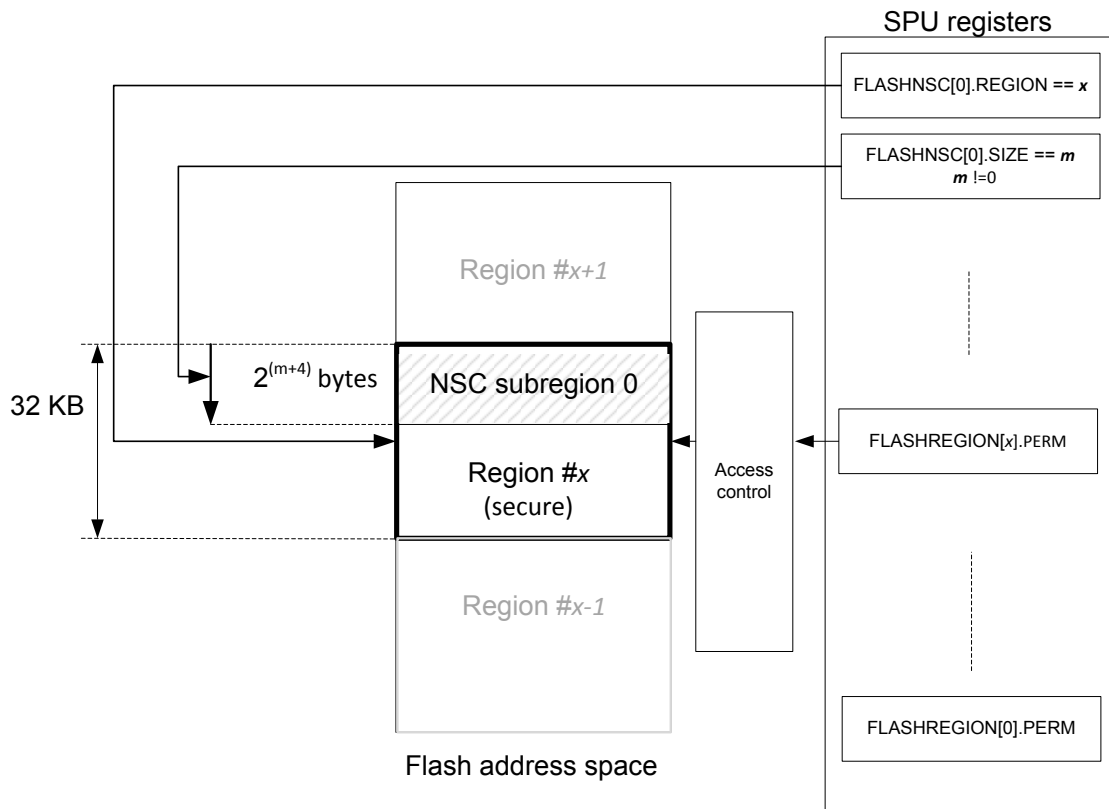 SPU registers
FLASHNSC[0].REGION == x
FLASHNSC[0].SIZE == m
m !=0
Region #x+1
2^(m+4) bytes
NSC subregion 0
32 KB
FLASHREGION[x].PERM
Region #x
(secure)
Access
control
Region #x-1
FLASHREGION[0].PERM
Flash address space